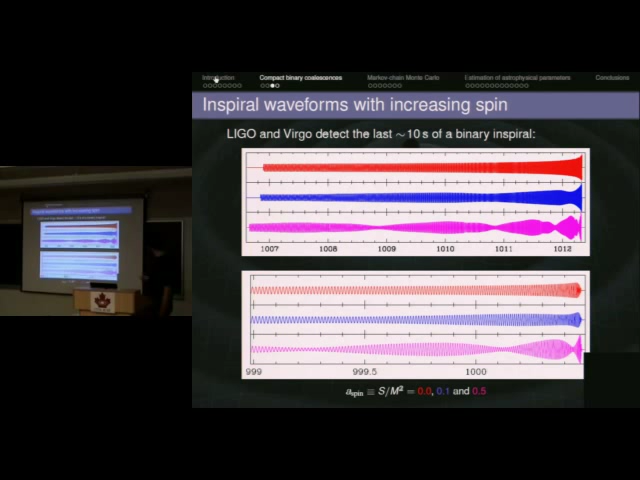 Introduction Compact binary coalescences Markov-chain Monte Carlo Estimation of astrophysical parameters Conclusions
Inspiral waveforms with increasing spin
LIGO and Virgo detect the last ~10 s of a binary inspiral:
1007 1008 1009 1010 1011 1012
999 999.5 1000
a_spin ≡ S/M² = 0.0, 0.1 and 0.5